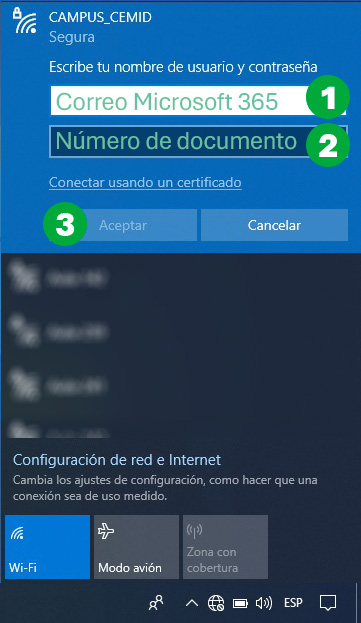 CAMPUS_CEMID
Segura
Escribe tu nombre de usuario y contraseña
Correo Microsoft 365 1
Número de documento 2
Conectar usando un certificado
3 Aceptar Cancelar
Configuración de red e Internet
Cambia los ajustes de configuración, como hacer que una
conexión sea de uso medido.
Wi-Fi Modo avión Zona con
cobertura
ESP